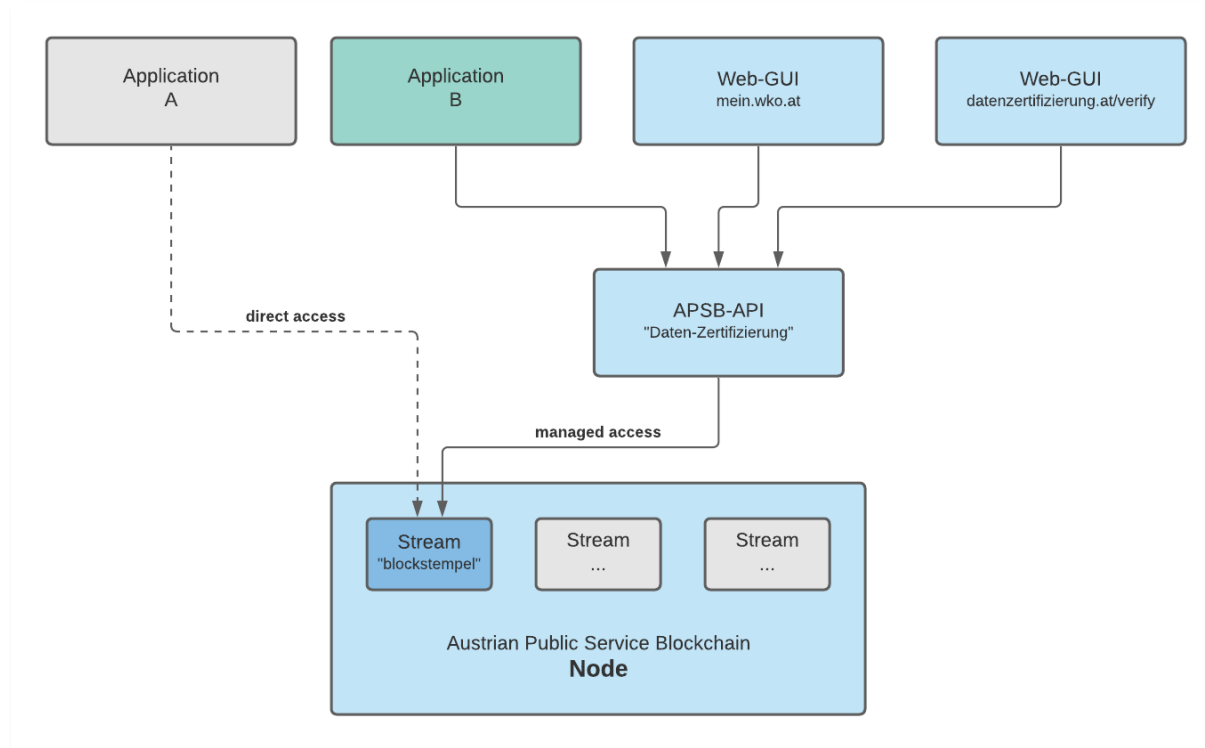 Application
A
Application
B
Web-GUI
mein.wko.at
Web-GUI
datenzertifizierung.at/verify
APSB-API
"Daten-Zertifizierung"
direct access
managed access
Stream
"blockstempel"
Stream
...
Stream
...
Austrian Public Service Blockchain
Node